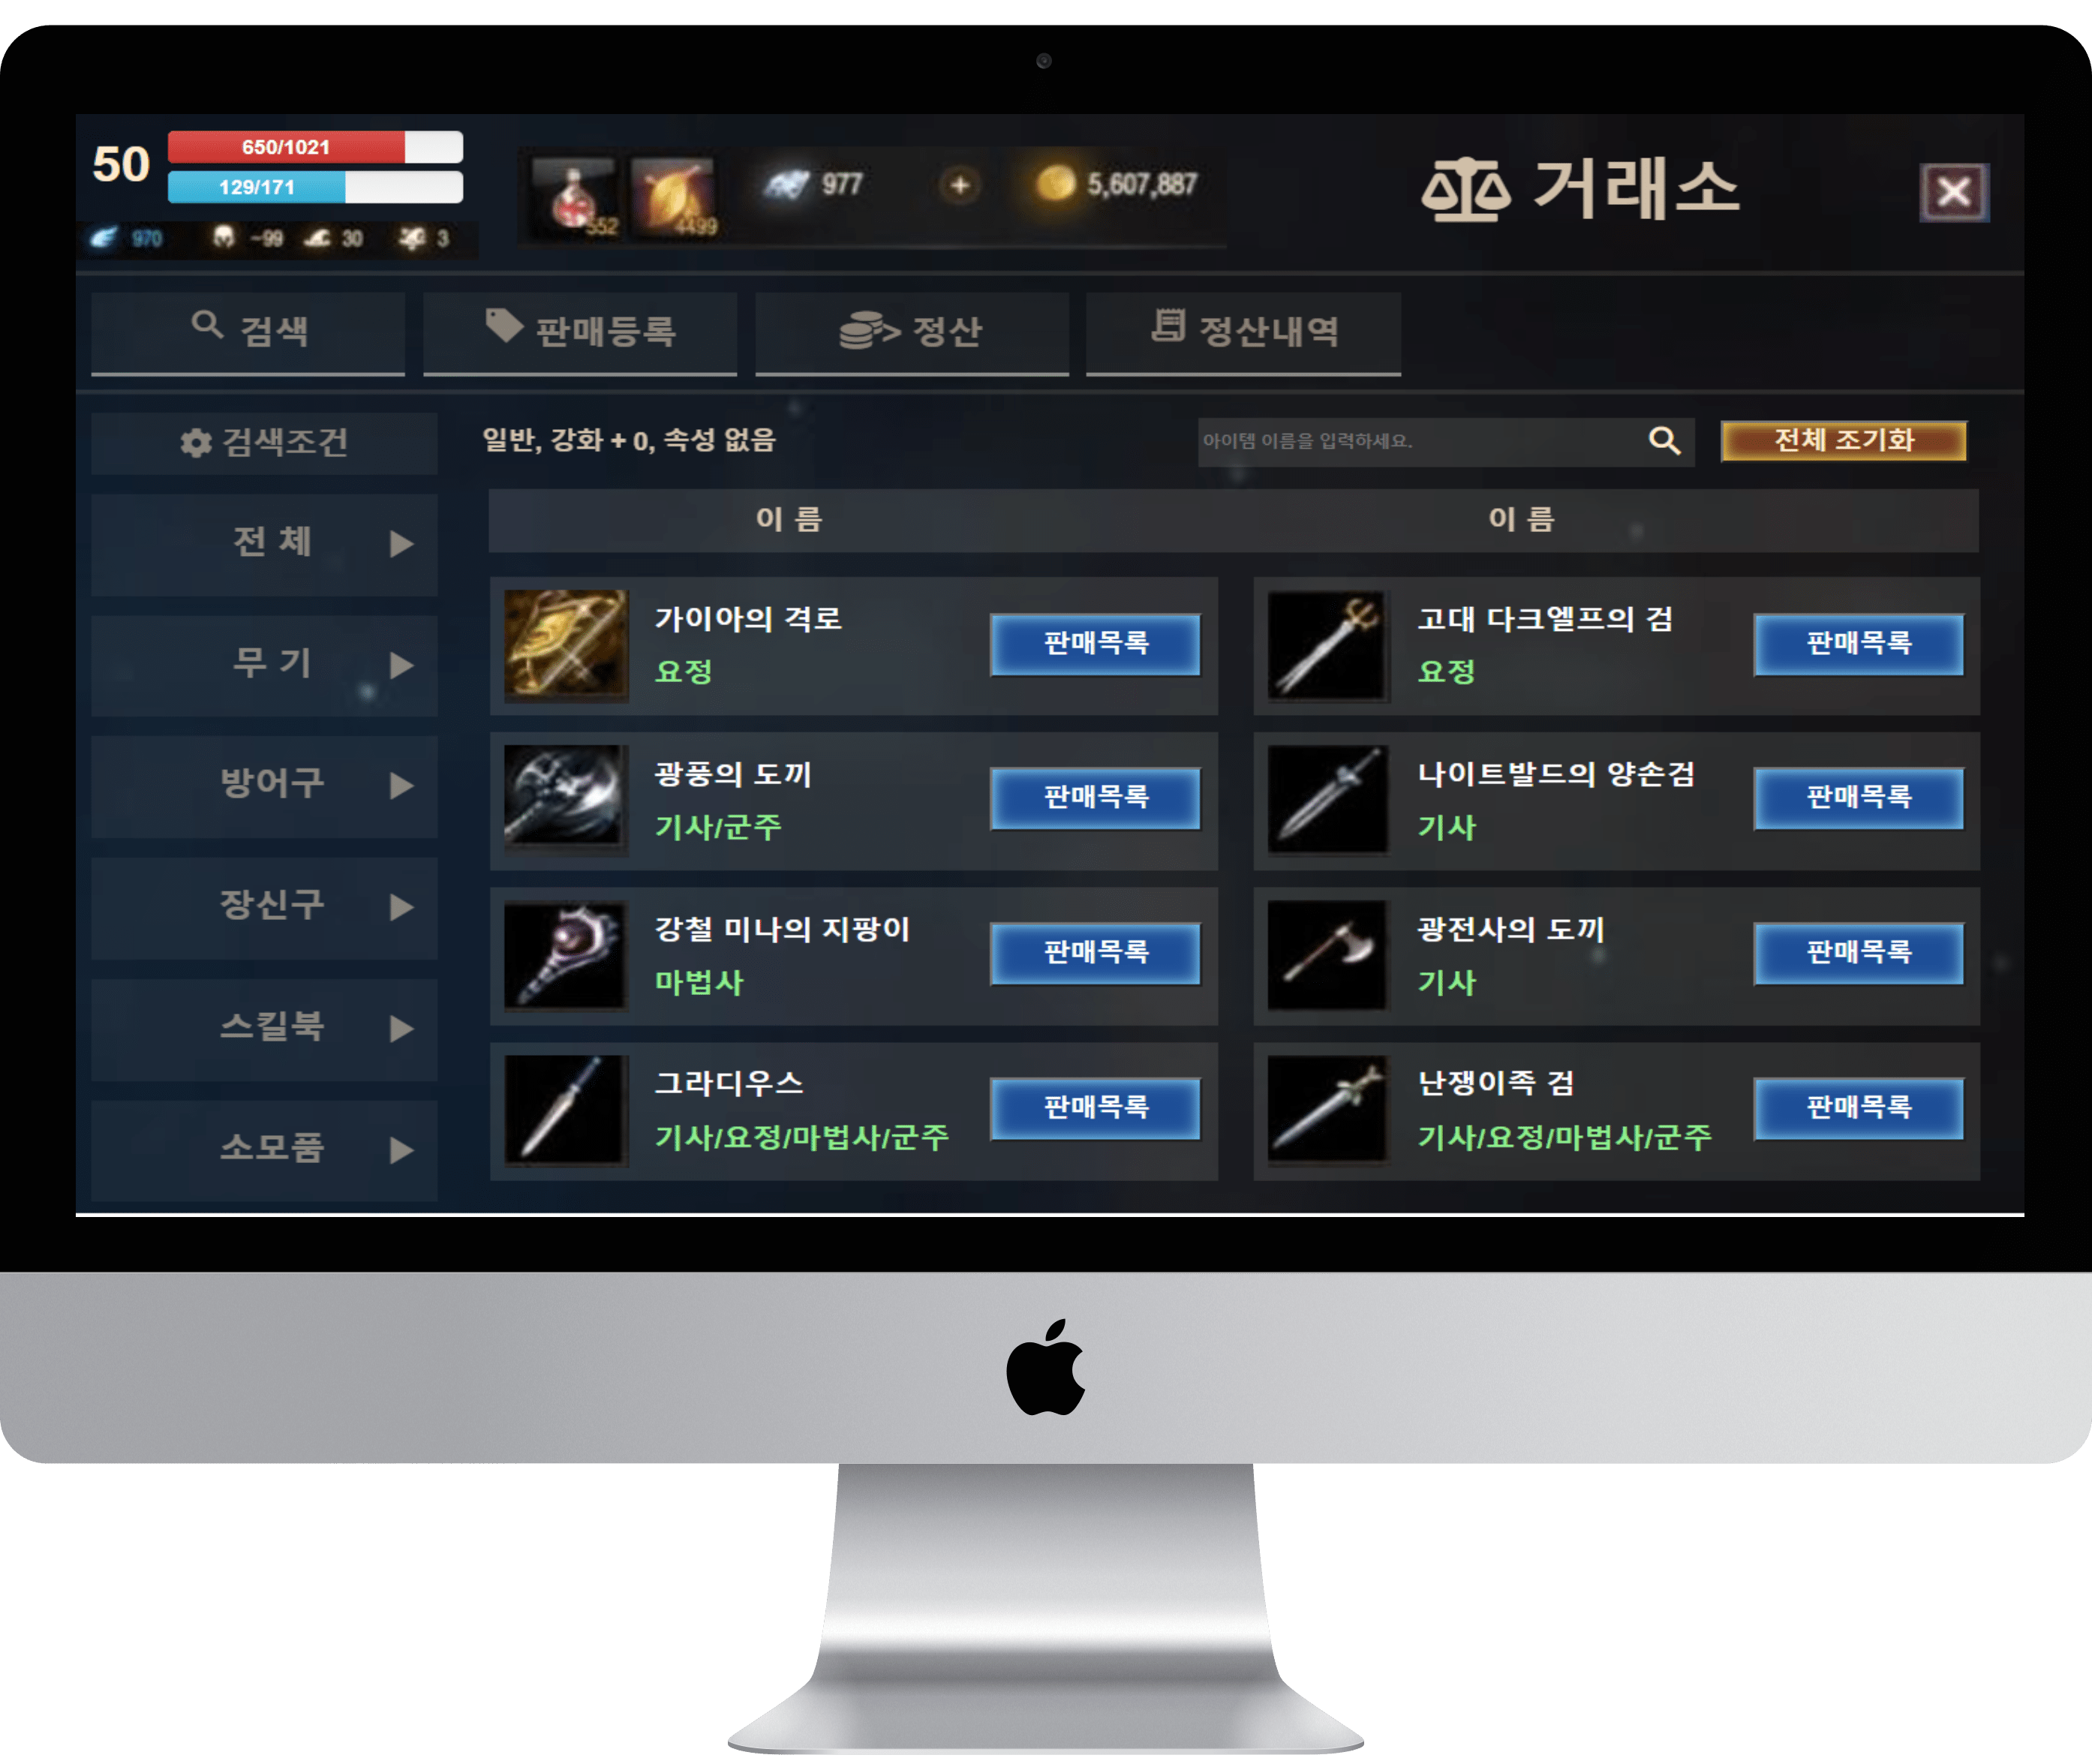 50
650/1021
129/171
970 -99 30 3
552 4499
977 + 5,607,887
거래소
검색 판매등록 정산 정산내역
검색조건
일반, 강화 + 0, 속성 없음
아이템 이름을 입력하세요.
전체 조기화
전 체
무 기
방어구
장신구
스킬북
소모품
이 름 이 름
가이아의 격로
요정
판매목록
고대 다크엘프의 검
요정
판매목록
광풍의 도끼
기사/군주
판매목록
나이트발드의 양손검
기사
판매목록
강철 미나의 지팡이
마법사
판매목록
광전사의 도끼
기사
판매목록
그라디우스
기사/요정/마법사/군주
판매목록
난쟁이족 검
기사/요정/마법사/군주
판매목록